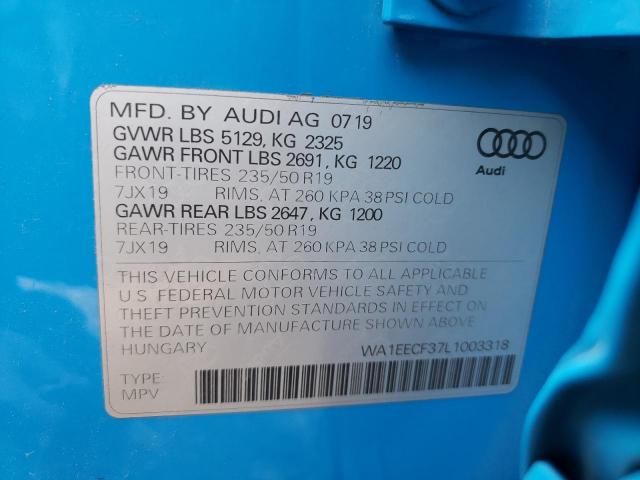 MFD. BY AUDI AG 07 19
GVWR LBS 5129, KG 2325
GAWR FRONT LBS 2691, KG 1220
FRONT-TIRES 235/50 R19
7JX19 RIMS, AT 260 KPA 38 PSI COLD
GAWR REAR LBS 2647, KG 1200
REAR-TIRES 235/50 R19
7JX19 RIMS, AT 260 KPA 38 PSI COLD
Audi
THIS VEHICLE CONFORMS TO ALL APPLICABLE
U.S. FEDERAL MOTOR VEHICLE SAFETY AND
THEFT PREVENTION STANDARDS IN EFFECT ON
THE DATE OF MANUFACTURE SHOWN ABOVE
HUNGARY WA1EECF37L1003318
TYPE:
MPV